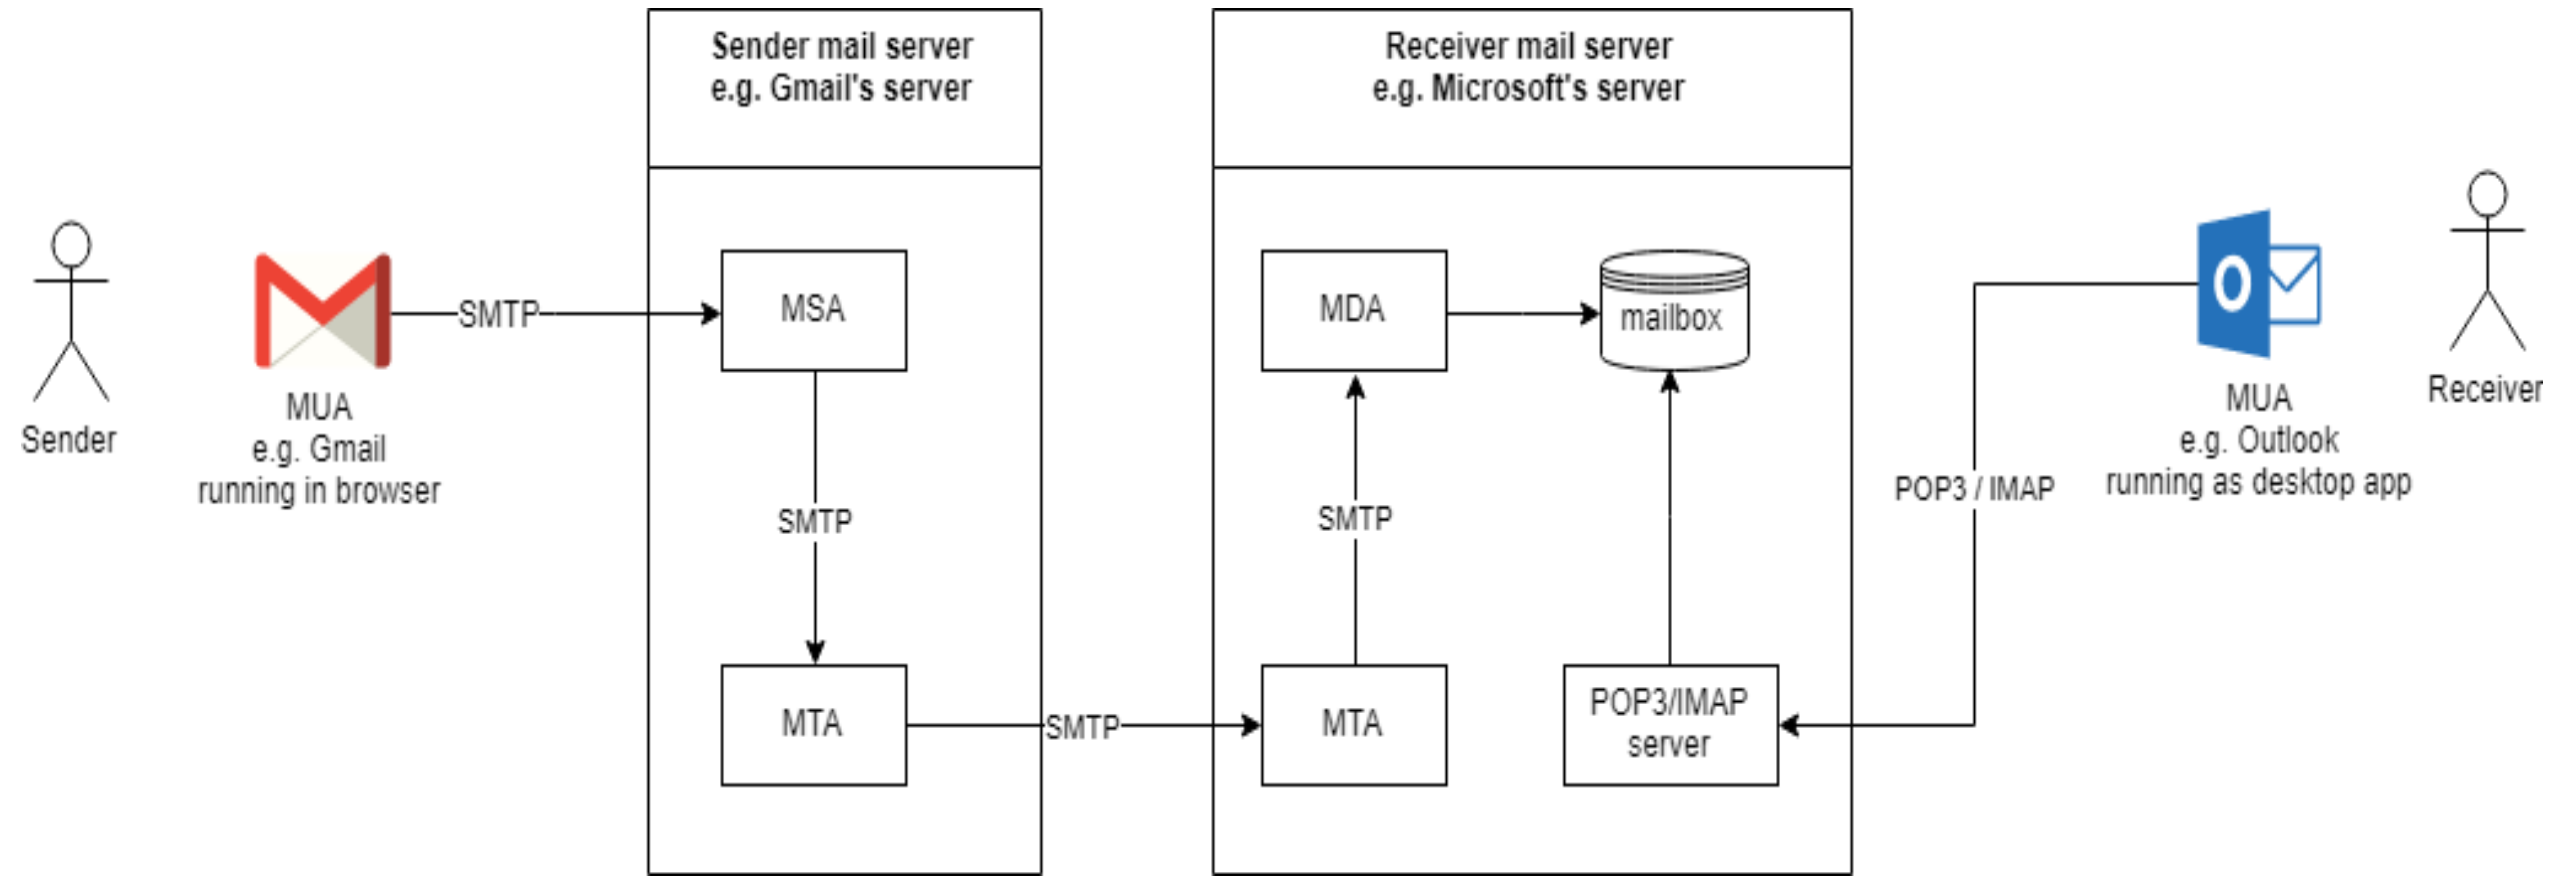 Sender mail server
e.g. Gmail's server
Receiver mail server
e.g. Microsoft's server
Sender
MUA
e.g. Gmail
running in browser
SMTP
MSA
SMTP
MTA
SMTP
MTA
SMTP
MDA
mailbox
POP3/IMAP
server
POP3 / IMAP
MUA
e.g. Outlook
running as desktop app
Receiver